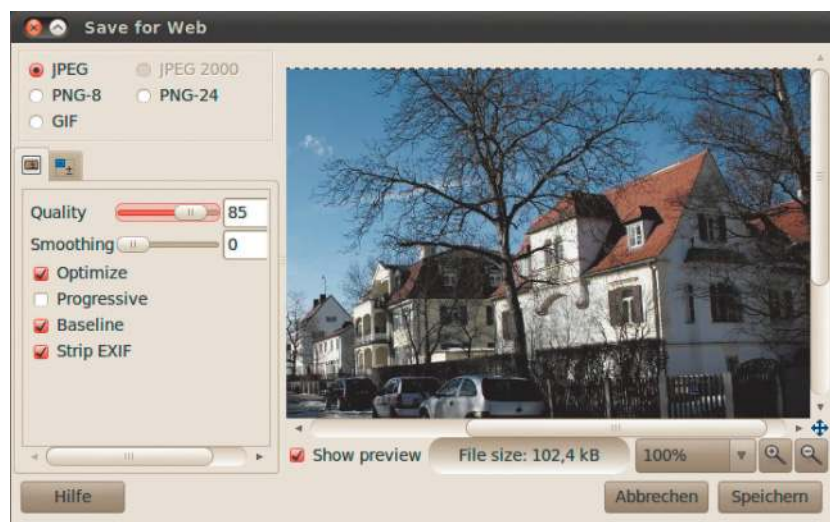 Save for Web
JPEG JPEG 2000
PNG-8 PNG-24
GIF
Quality 85
Smoothing 0
Optimize
Progressive
Baseline
Strip EXIF
Show preview File size: 102,4 kB 100%
Hilfe Abbrechen Speichern